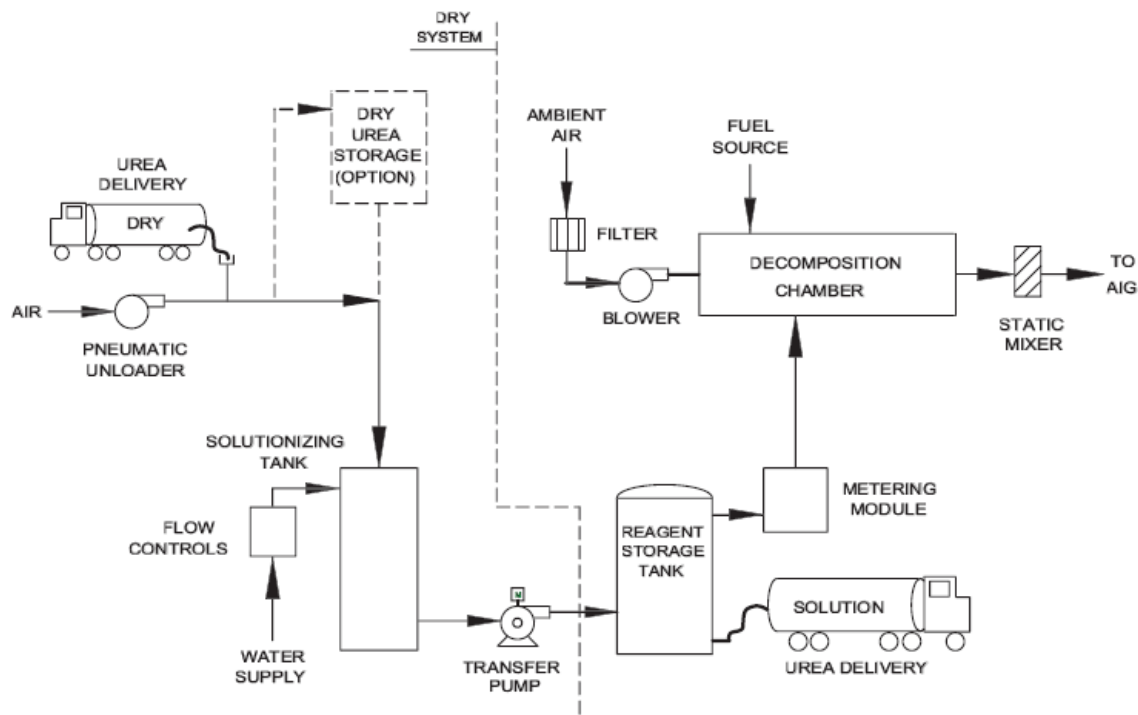 DRY
SYSTEM
DRY
UREA
STORAGE
(OPTION)
UREA
DELIVERY
DRY
AIR
PNEUMATIC
UNLOADER
AMBIENT
AIR
FILTER
BLOWER
FUEL
SOURCE
DECOMPOSITION
CHAMBER
STATIC
MIXER
TO
AIG
SOLUTIONIZING
TANK
FLOW
CONTROLS
WATER
SUPPLY
M
TRANSFER
PUMP
REAGENT
STORAGE
TANK
METERING
MODULE
SOLUTION
UREA DELIVERY